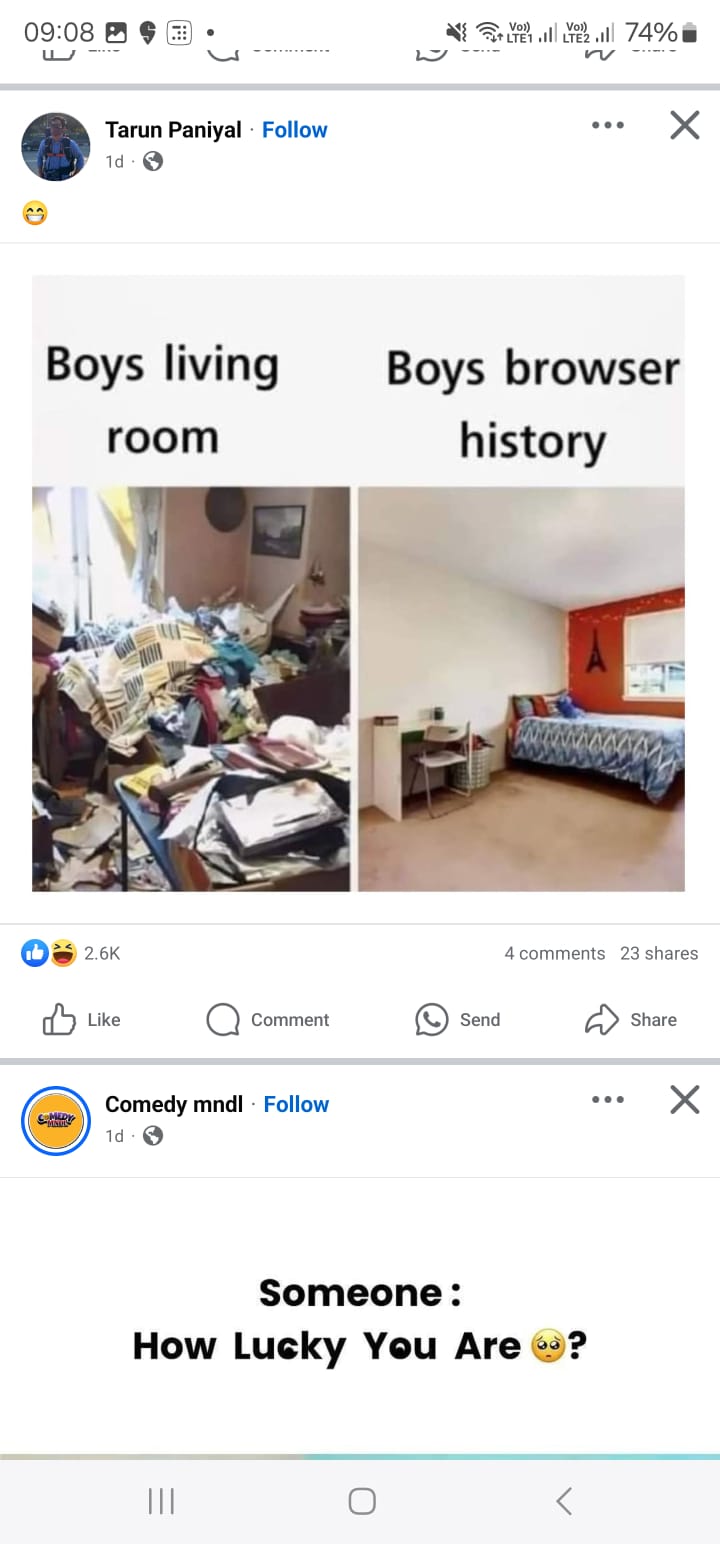 09:08 Vo)) LTE1 Vo)) LTE2 74%
Tarun Paniyal · Follow
1d ·
😁
Boys living
room
Boys browser
history
2.6K 4 comments 23 shares
Like Comment Send Share
COMEDY
MNDL
Comedy mndl · Follow
1d ·
Someone:
How Lucky You Are 🥺?